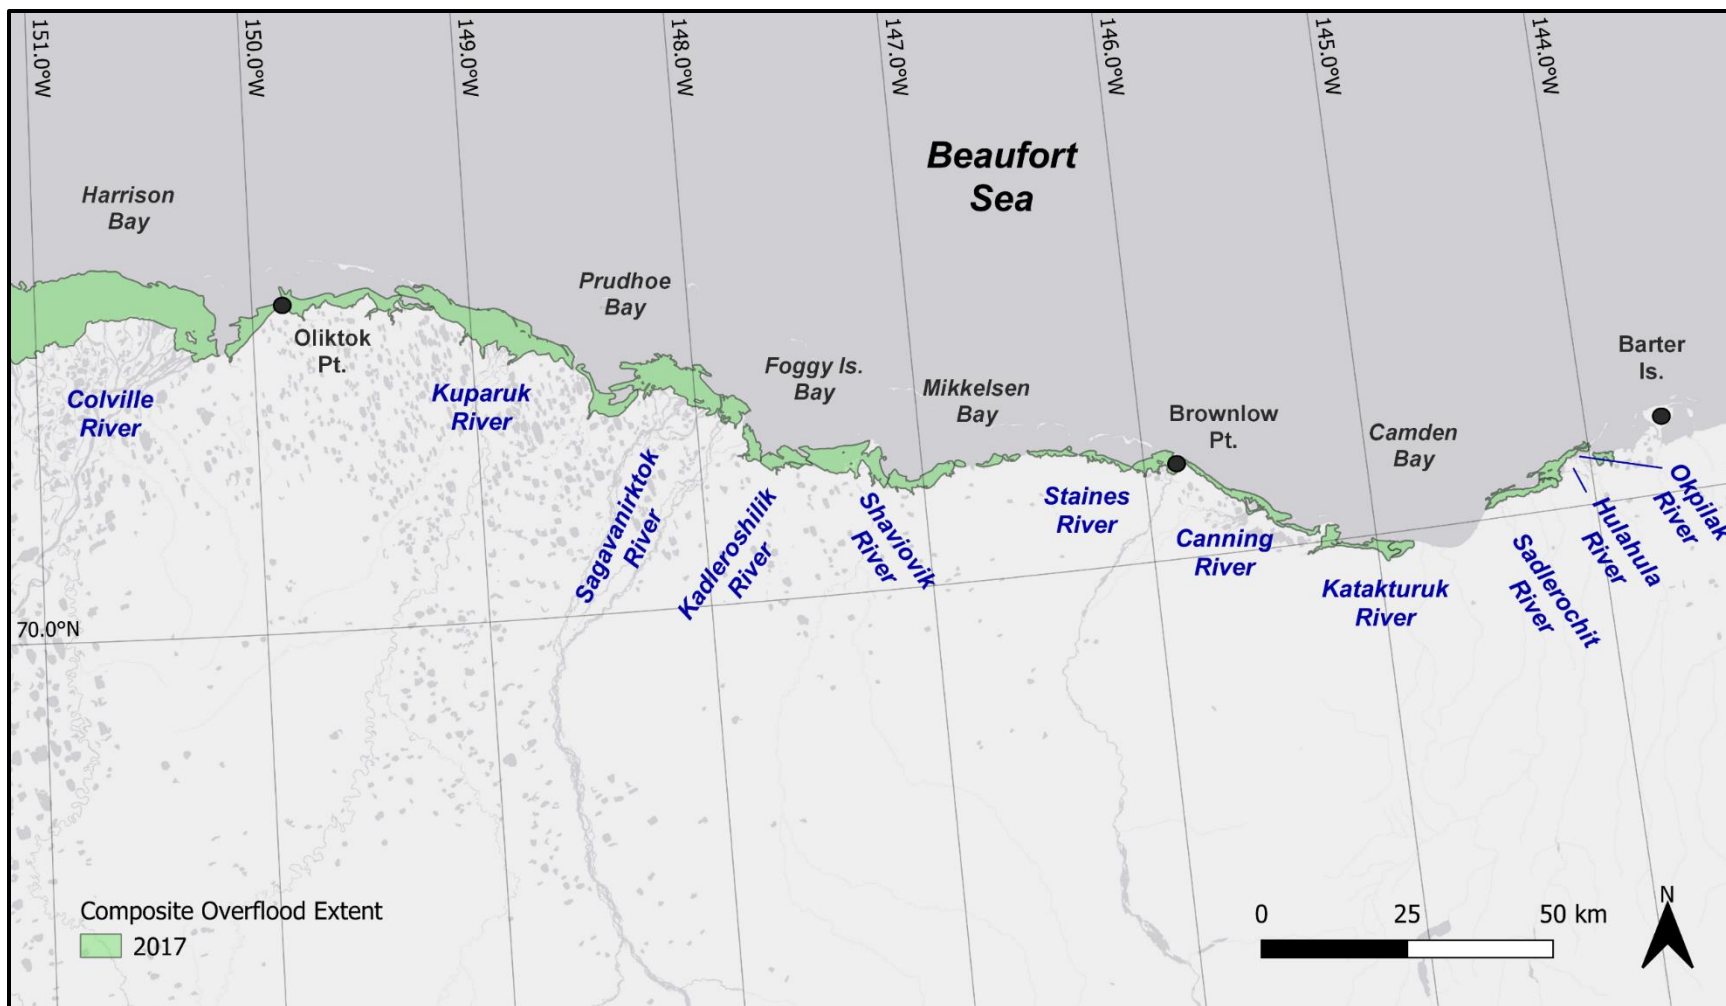 151.0°W
150.0°W
149.0°W
148.0°W
147.0°W
146.0°W
145.0°W
144.0°W
Beaufort
Sea
Harrison
Bay
Prudhoe
Bay
Oliktok
Pt.
Foggy Is.
Bay
Mikkelsen
Bay
Brownlow
Pt.
Camden
Bay
Barter
Is.
Colville
River
Kuparuk
River
Sagavanirktok
River
Kadleroshilik
River
Shaviovik
River
Staines
River
Canning
River
Katakturuk
River
Sadlerochit
River
Hulahula
River
Okpilak
River
70.0°N
Composite Overflood Extent
2017
0 25 50 km
N